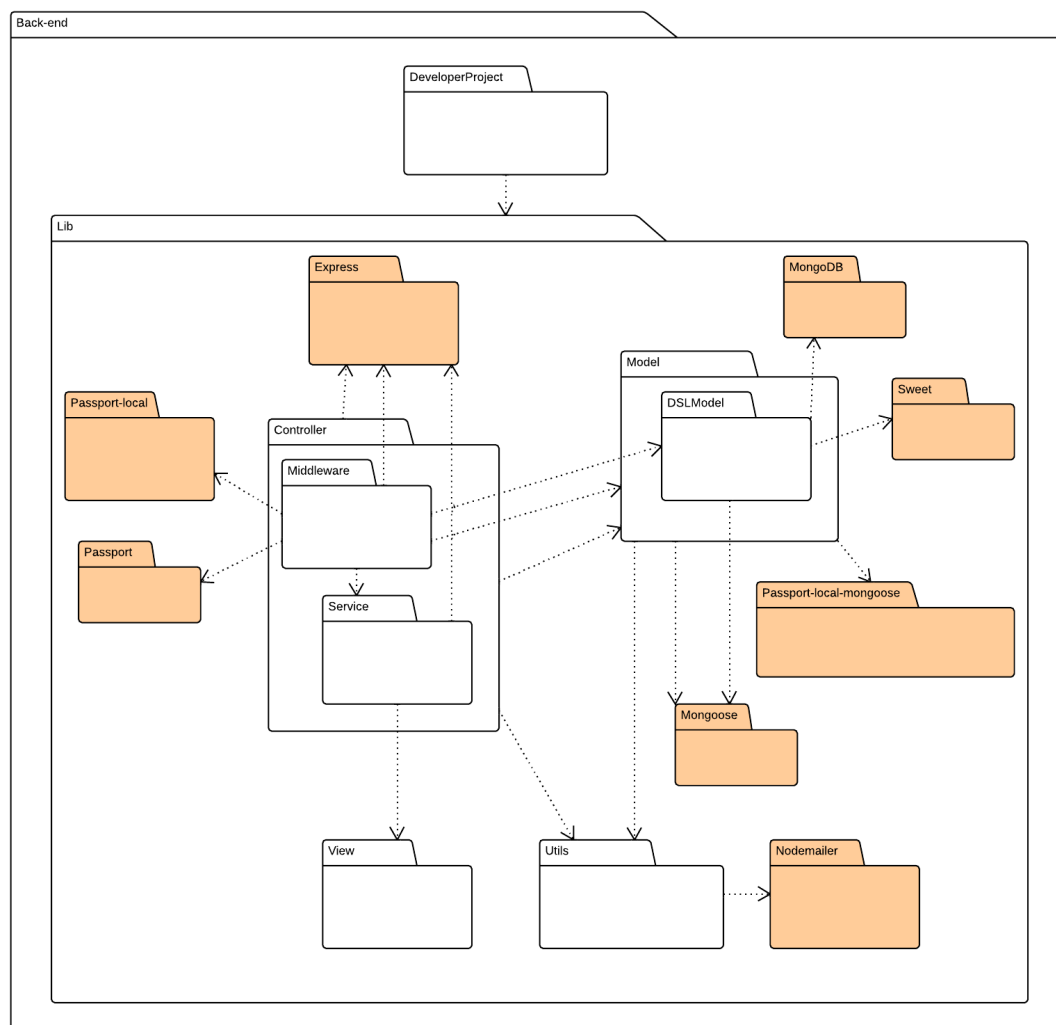 Back-end
DeveloperProject
Lib
Express
MongoDB
Model
Passport-local
Sweet
DSLModel
Controller
Middleware
Passport
Passport-local-mongoose
Service
Mongoose
View
Utils
Nodemailer